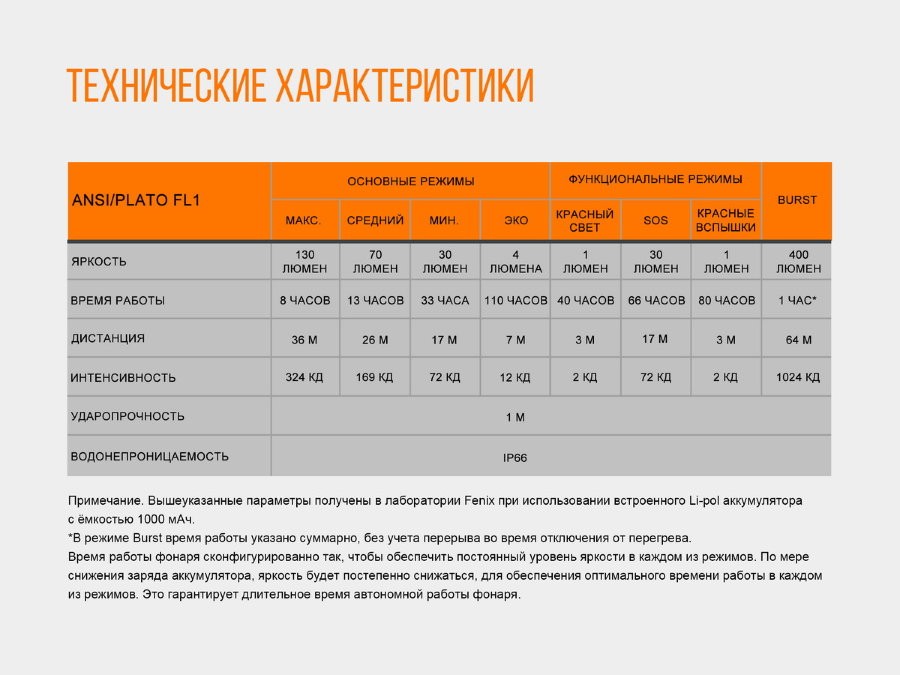 ТЕХНИЧЕСКИЕ ХАРАКТЕРИСТИКИ
ANSI/PLATO FL1
ОСНОВНЫЕ РЕЖИМЫ
ФУНКЦИОНАЛЬНЫЕ РЕЖИМЫ
BURST
МАКС. СРЕДНИЙ МИН. ЭКО КРАСНЫЙ СВЕТ SOS КРАСНЫЕ ВСПЫШКИ
ЯРКОСТЬ 130 ЛЮМЕН 70 ЛЮМЕН 30 ЛЮМЕН 4 ЛЮМЕНА 1 ЛЮМЕН 30 ЛЮМЕН 1 ЛЮМЕН 400 ЛЮМЕН
ВРЕМЯ РАБОТЫ 8 ЧАСОВ 13 ЧАСОВ 33 ЧАСА 110 ЧАСОВ 40 ЧАСОВ 66 ЧАСОВ 80 ЧАСОВ 1 ЧАС*
ДИСТАНЦИЯ 36 М 26 М 17 М 7 М 3 М 17 М 3 М 64 М
ИНТЕНСИВНОСТЬ 324 КД 169 КД 72 КД 12 КД 2 КД 72 КД 2 КД 1024 КД
УДАРОПРОЧНОСТЬ 1 М
ВОДОНЕПРОНИЦАЕМОСТЬ IP66
Примечание. Вышеуказанные параметры получены в лаборатории Fenix при использовании встроенного Li-pol аккумулятора
с ёмкостью 1000 мАч.
*В режиме Burst время работы указано суммарно, без учета перерыва во время отключения от перегрева.
Время работы фонаря сконфигурированно так, чтобы обеспечить постоянный уровень яркости в каждом из режимов. По мере
снижения заряда аккумулятора, яркость будет постепенно снижаться, для обеспечения оптимального времени работы в каждом
из режимов. Это гарантирует длительное время автономной работы фонаря.